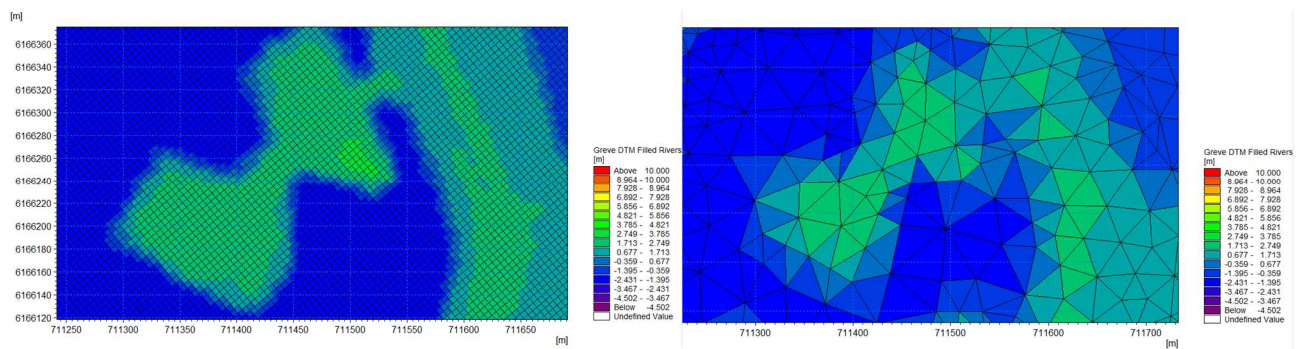 [m]
6166360
6166340
6166320
6166300
6166280
6166260
6166240
6166220
6166200
6166180
6166160
6166140
6166120
711250 711300 711350 711400 711450 711500 711550 711600 711650
[m]
Greve DTM Filled Rivers
[m]
Above 10.000
8.964 - 10.000
7.928 - 8.964
6.892 - 7.928
5.856 - 6.892
4.821 - 5.856
3.785 - 4.821
2.749 - 3.785
1.713 - 2.749
0.677 - 1.713
-0.359 - 0.677
-1.395 - -0.359
-2.431 - -1.395
-3.467 - -2.431
-4.502 - -3.467
Below -4.502
Undefined Value
711300 711400 711500 711600 711700
[m]
Greve DTM Filled Rivers
[m]
Above 10.000
8.964 - 10.000
7.928 - 8.964
6.892 - 7.928
5.856 - 6.892
4.821 - 5.856
3.785 - 4.821
2.749 - 3.785
1.713 - 2.749
0.677 - 1.713
-0.359 - 0.677
-1.395 - -0.359
-2.431 - -1.395
-3.467 - -2.431
-4.502 - -3.467
Below -4.502
Undefined Value